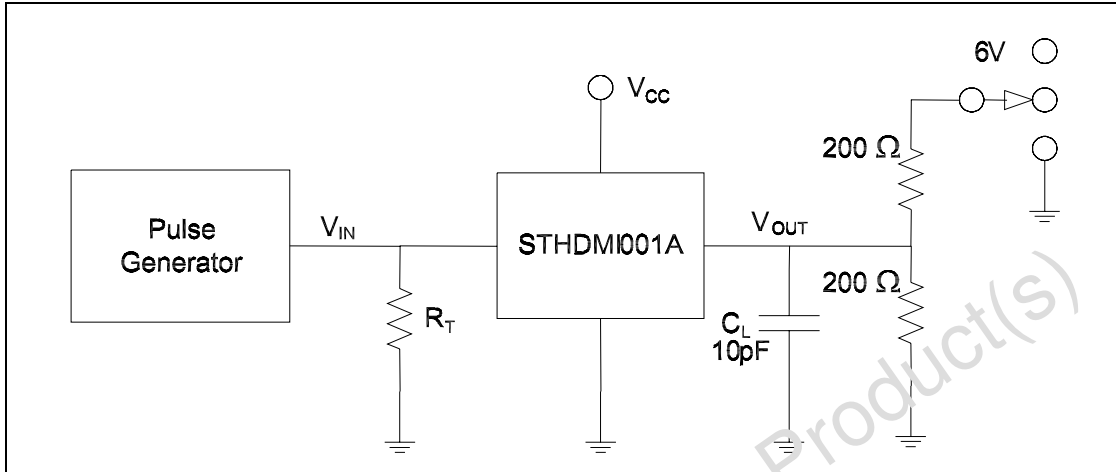 6V
V_CC
200 Ω
Pulse
Generator
V_IN
STHDMI001A
V_OUT
200 Ω
R_T
C_L
10pF
Product(s)